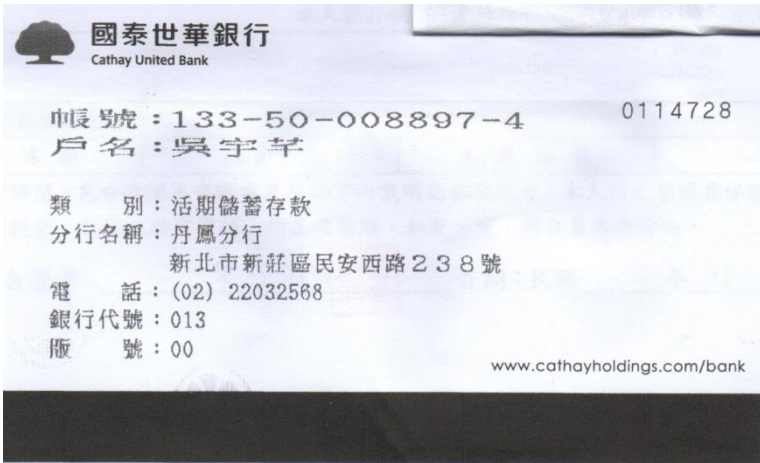 國泰世華銀行
Cathay United Bank
帳號：133-50-008897-4
0114728
戶名：吳宇芊
類　　別：活期儲蓄存款
分行名稱：丹鳳分行
新北市新莊區民安西路２３８號
電　　話：(02) 22032568
銀行代號：013
版　　號：00
www.cathayholdings.com/bank